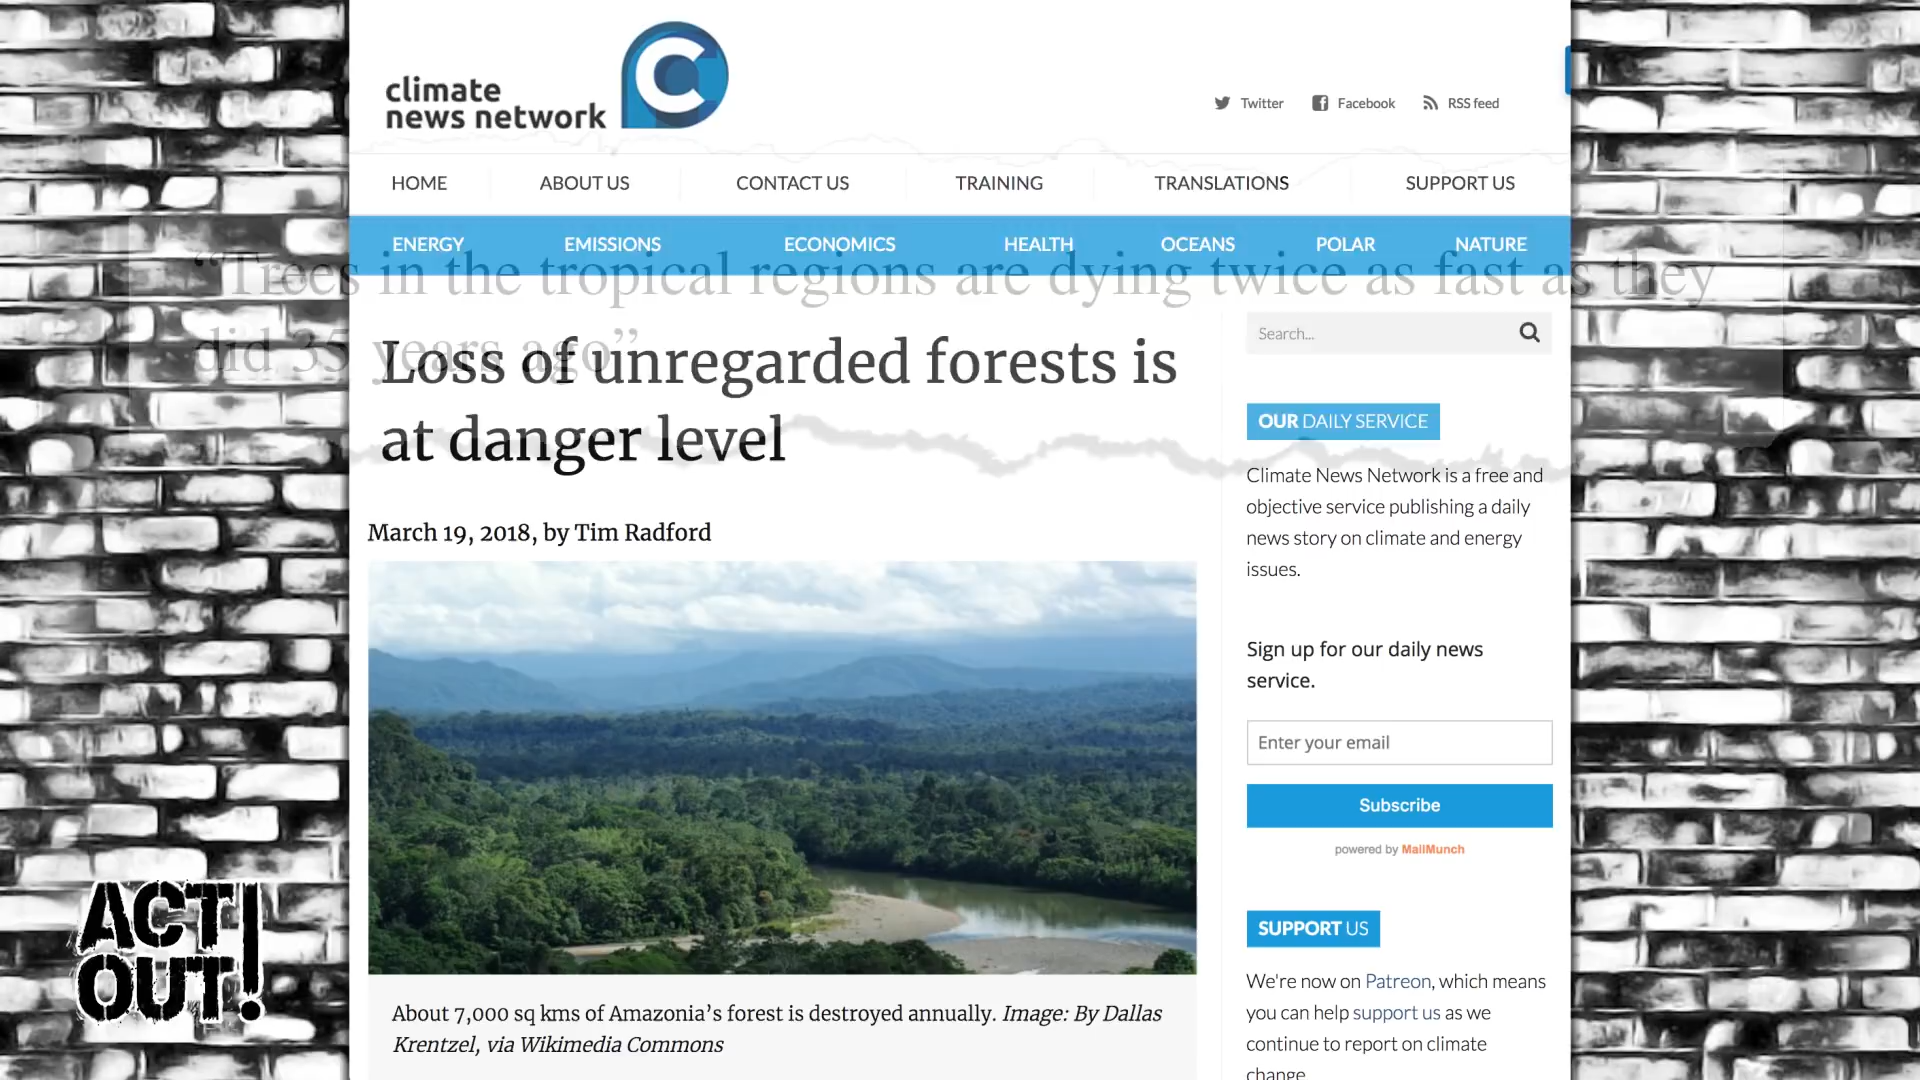 climate
news network
Twitter
Facebook
RSS feed
HOME
ABOUT US
CONTACT US
TRAINING
TRANSLATIONS
SUPPORT US
ENERGY
EMISSIONS
ECONOMICS
HEALTH
OCEANS
POLAR
NATURE
“Trees in the tropical regions are dying twice as fast as they
did 35 years ago”
Loss of unregarded forests is
at danger level
March 19, 2018, by Tim Radford
About 7,000 sq kms of Amazonia’s forest is destroyed annually. Image: By Dallas
Krentzel, via Wikimedia Commons
Search...
OUR DAILY SERVICE
Climate News Network is a free and
objective service publishing a daily
news story on climate and energy
issues.
Sign up for our daily news
service.
Enter your email
Subscribe
powered by MailMunch
SUPPORT US
We're now on Patreon, which means
you can help support us as we
continue to report on climate
change.
ACT
OUT!